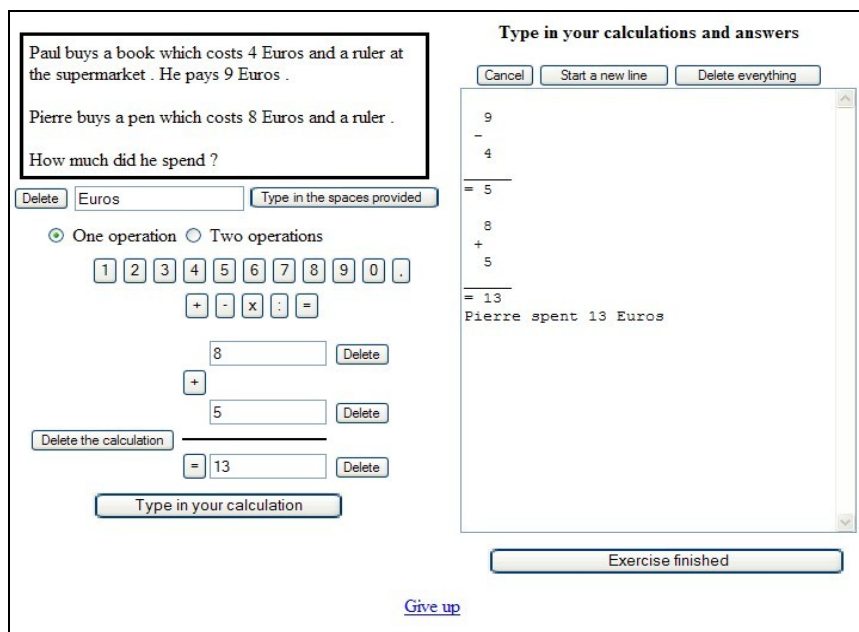 Paul buys a book which costs 4 Euros and a ruler at
the supermarket . He pays 9 Euros .
Pierre buys a pen which costs 8 Euros and a ruler .
How much did he spend ?
Delete Euros Type in the spaces provided
One operation Two operations
1 2 3 4 5 6 7 8 9 0 .
+ - x : =
8 Delete
+
5 Delete
Delete the calculation
= 13 Delete
Type in your calculation
Type in your calculations and answers
Cancel Start a new line Delete everything
9
-
4
= 5
8
+
5
= 13
Pierre spent 13 Euros
Exercise finished
Give up